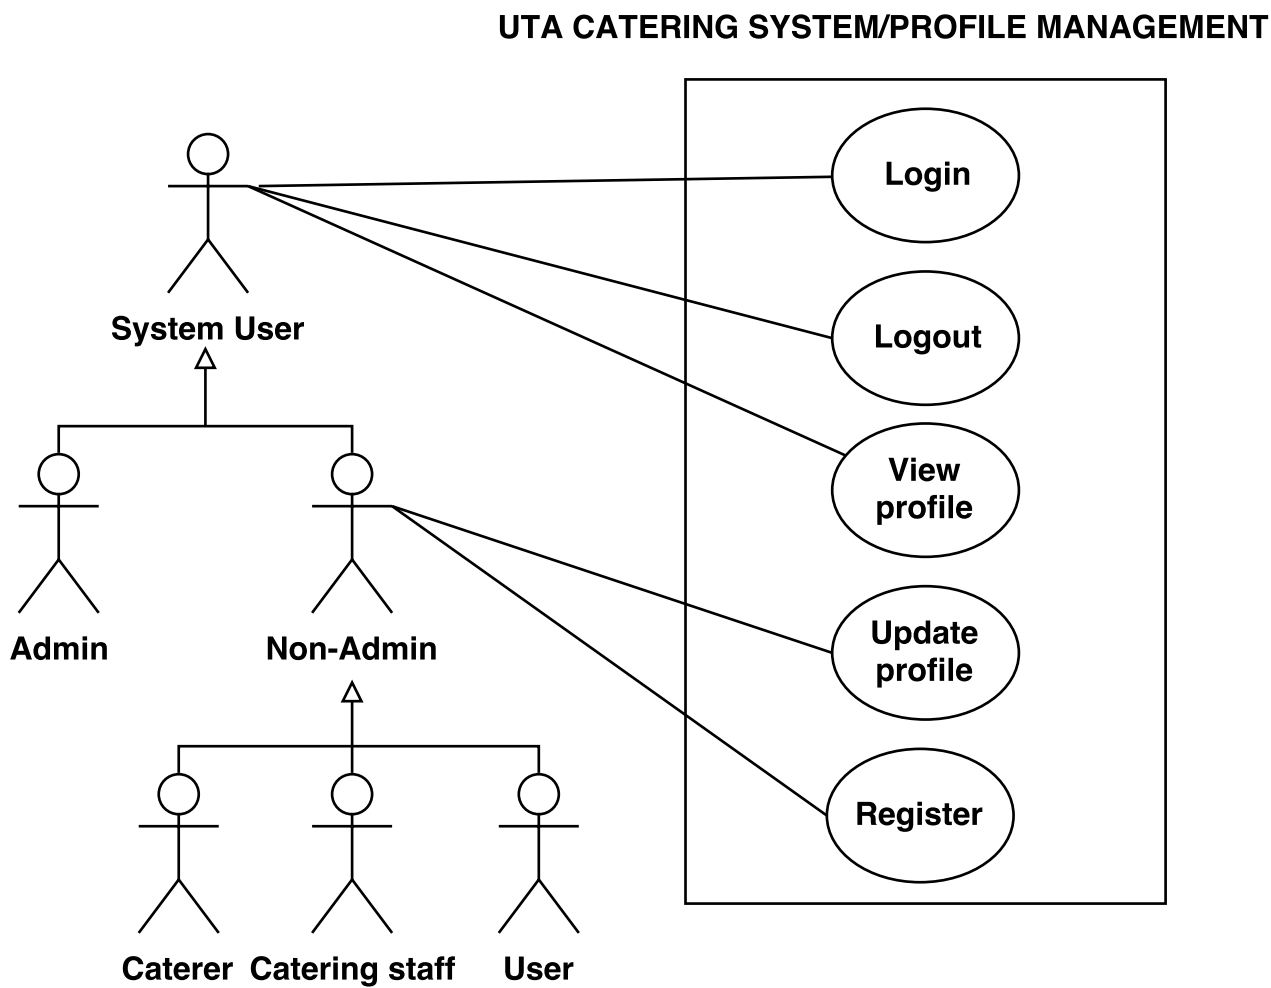 UTA CATERING SYSTEM/PROFILE MANAGEMENT
Login
System User
Logout
View
profile
Admin
Non-Admin
Update
profile
Register
Caterer
Catering staff
User